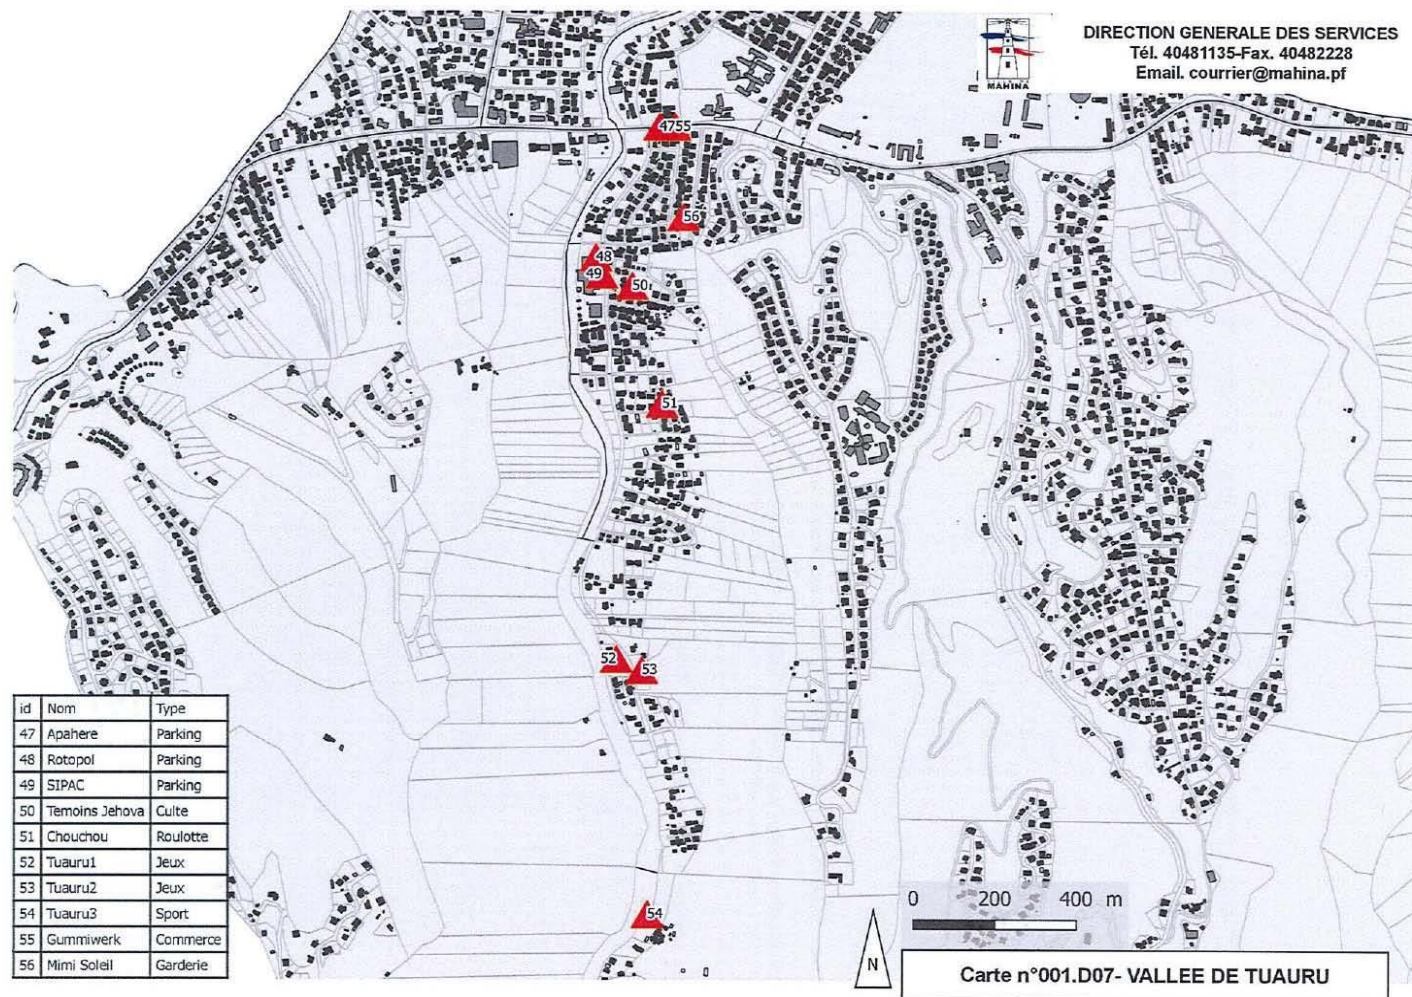 DIRECTION GENERALE DES SERVICES
Tél. 40481135-Fax. 40482228
Email. courrier@mahina.pf
MAHINA
4755
56
48
49
50
51
52
53
54
id Nom Type
47 Apahere Parking
48 Rotopol Parking
49 SIPAC Parking
50 Temoins Jehova Culte
51 Chouchou Roulotte
52 Tuauru1 Jeux
53 Tuauru2 Jeux
54 Tuauru3 Sport
55 Gummiwerk Commerce
56 Mimi Soleil Garderie
0 200 400 m
N
Carte n°001.D07- VALLEE DE TUAURU